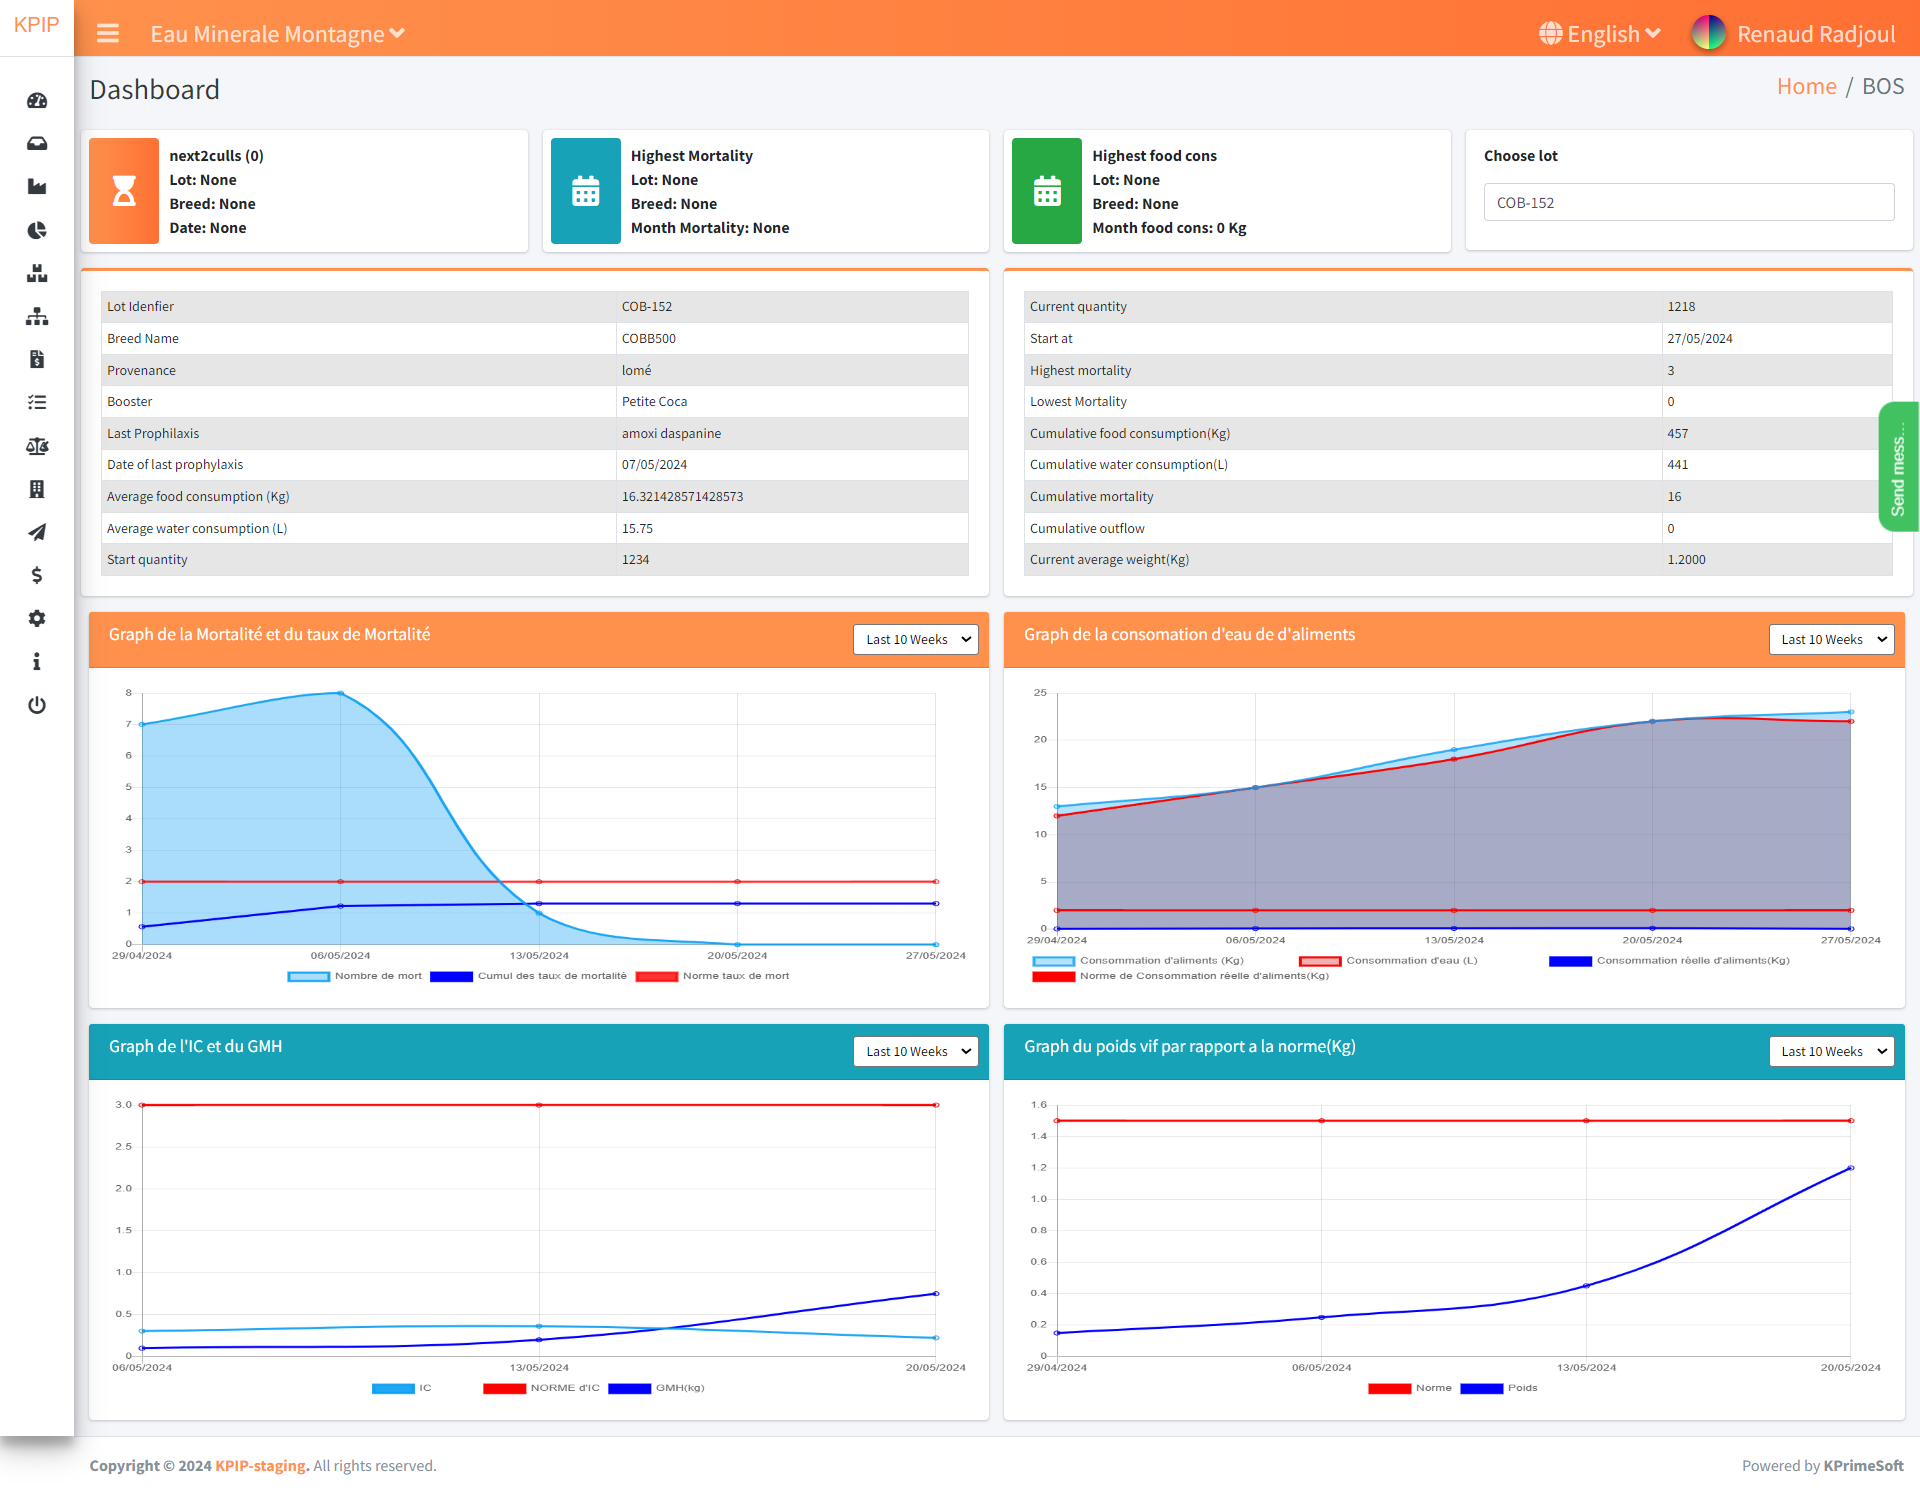 KPIP
Eau Minerale Montagne
English
Renaud Radjoul
Dashboard
Home / BOS
next2culls (0)
Lot: None
Breed: None
Date: None
Highest Mortality
Lot: None
Breed: None
Month Mortality: None
Highest food cons
Lot: None
Breed: None
Month food cons: 0 Kg
Choose lot
COB-152
Lot Idenfier COB-152
Breed Name COBB500
Provenance lomé
Booster Petite Coca
Last Prophilaxis amoxi daspanine
Date of last prophylaxis 07/05/2024
Average food consumption (Kg) 16.321428571428573
Average water consumption (L) 15.75
Start quantity 1234
Current quantity 1218
Start at 27/05/2024
Highest mortality 3
Lowest Mortality 0
Cumulative food consumption(Kg) 457
Cumulative water consumption(L) 441
Cumulative mortality 16
Cumulative outflow 0
Current average weight(Kg) 1.2000
Send mess...
Graph de la Mortalité et du taux de Mortalité
Last 10 Weeks
8
7
6
5
4
3
2
1
0
29/04/2024 06/05/2024 13/05/2024 20/05/2024 27/05/2024
Nombre de mort Cumul des taux de mortalité Norme taux de mort
Graph de la consomation d'eau de d'aliments
Last 10 Weeks
25
20
15
10
5
0
29/04/2024 06/05/2024 13/05/2024 20/05/2024 27/05/2024
Consommation d'aliments (Kg) Consommation d'eau (L) Consommation réelle d'aliments(Kg)
Norme de Consommation réelle d'aliments(Kg)
Graph de l'IC et du GMH
Last 10 Weeks
3.0
2.5
2.0
1.5
1.0
0.5
0
06/05/2024 13/05/2024 20/05/2024
IC NORME d'IC GMH(kg)
Graph du poids vif par rapport a la norme(Kg)
Last 10 Weeks
1.6
1.4
1.2
1.0
0.8
0.6
0.4
0.2
0
29/04/2024 06/05/2024 13/05/2024 20/05/2024
Norme Poids
Copyright © 2024 KPIP-staging. All rights reserved.
Powered by KPrimeSoft